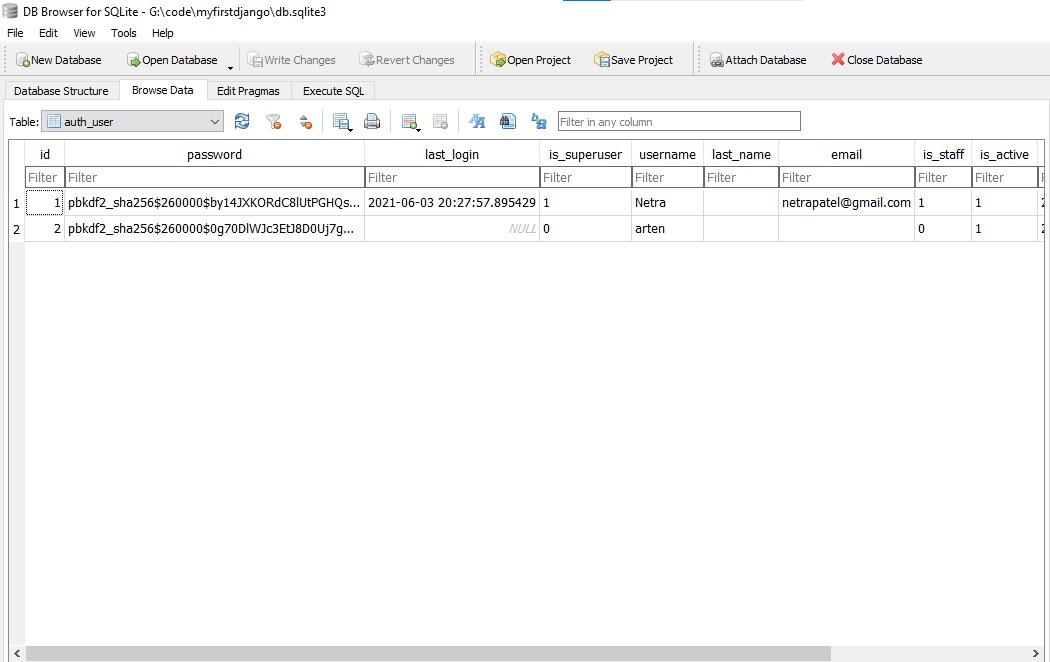 DB Browser for SQLite - G:\code\myfirstdjango\db.sqlite3
File Edit View Tools Help
New Database Open Database Write Changes Revert Changes Open Project Save Project Attach Database Close Database
Database Structure Browse Data Edit Pragmas Execute SQL
Table: auth_user Filter in any column
id password last_login is_superuser username last_name email is_staff is_active
Filter Filter Filter Filter Filter Filter Filter Filter Filter
1 1 pbkdf2_sha256$260000$by14JXKORdC8lUtPGHQs... 2021-06-03 20:27:57.895429 1 Netra netrapatel@gmail.com 1 1
2 2 pbkdf2_sha256$260000$0g70DlWJc3EtJ8D0Uj7g... NULL 0 arten 0 1